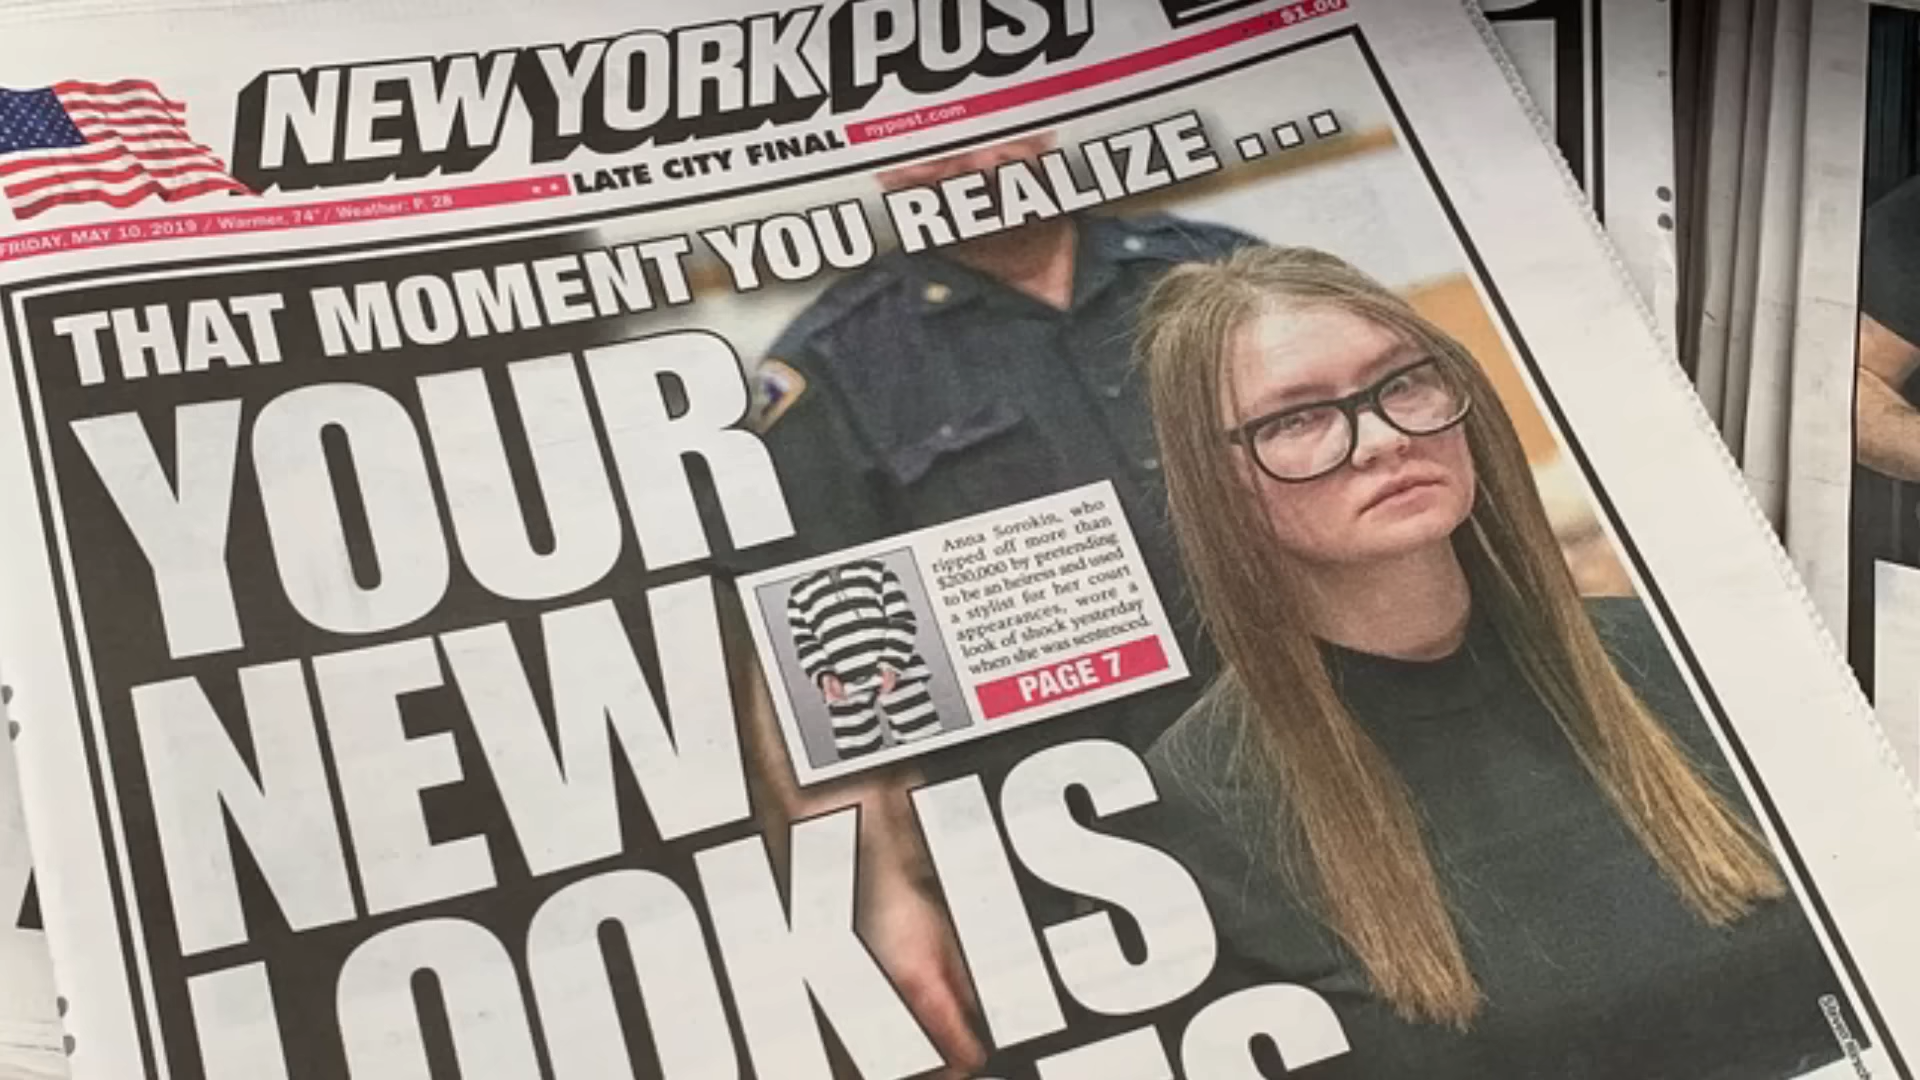 NEW YORK POST
$1.00
LATE CITY FINAL
nypost.com
FRIDAY, MAY 10, 2019 / Warmer, 74° / Weather: P. 28
THAT MOMENT YOU REALIZE ...
YOUR
NEW
LOOK IS
Anna Sorokin, who
ripped off more than
$200,000 by pretending
to be an heiress and used
a stylist for her court
appearances, wore a
look of shock yesterday
when she was sentenced.
PAGE 7